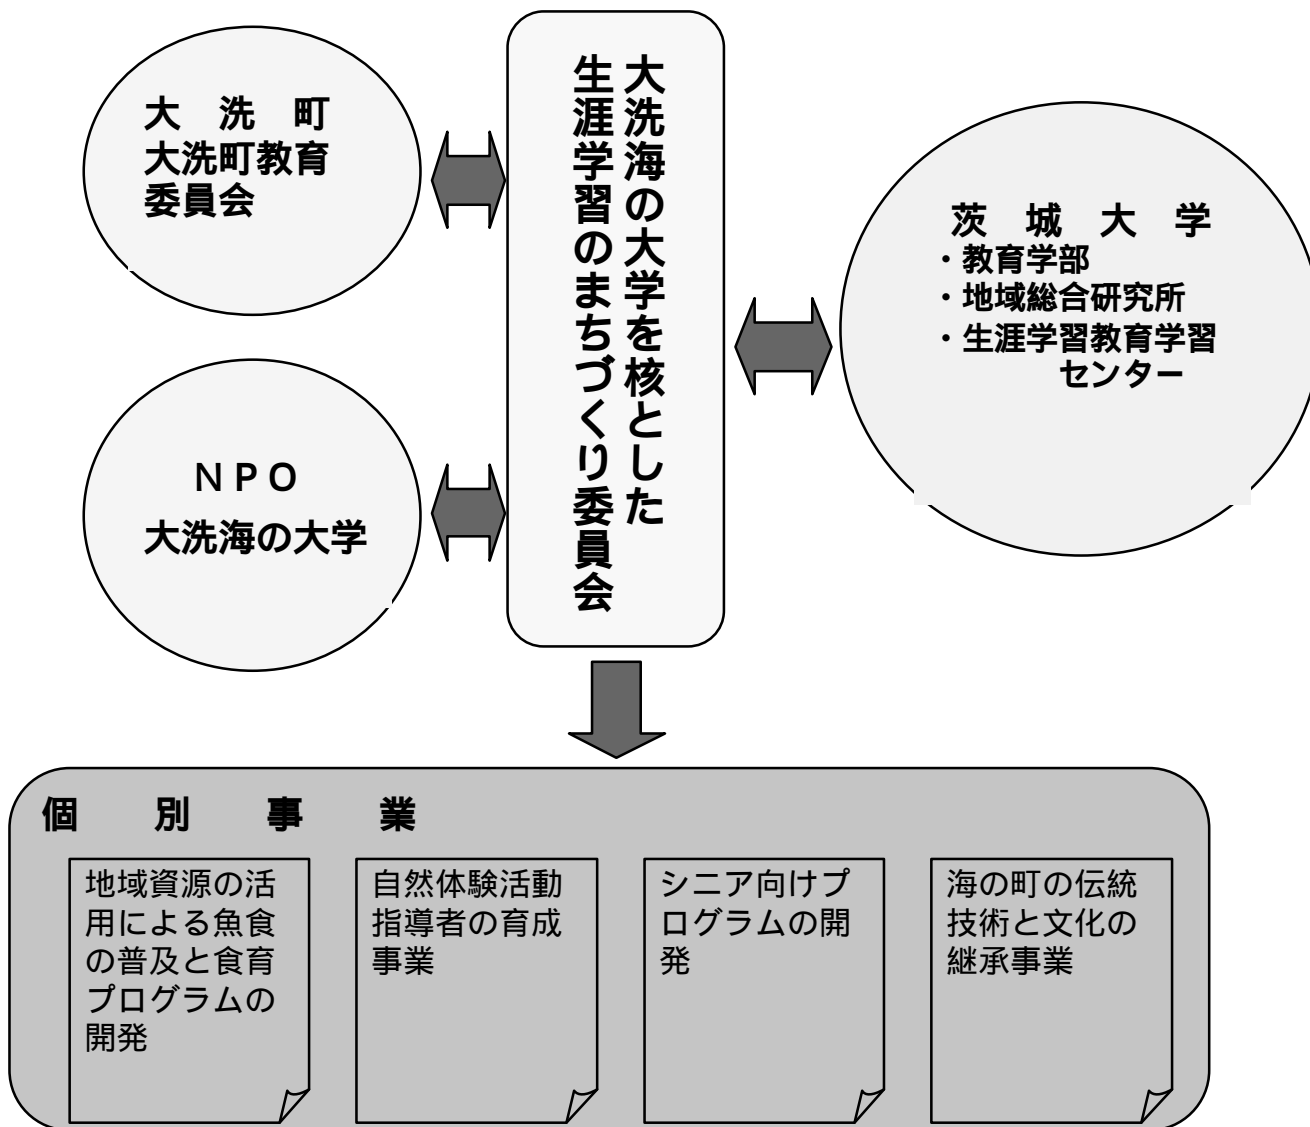 大　洗　町
大洗町教育
委員会
大洗海の大学を核とした
生涯学習のまちづくり委員会
茨　城　大　学
・教育学部
・地域総合研究所
・生涯学習教育学習
センター
ＮＰＯ
大洗海の大学
個　別　事　業
地域資源の活
用による魚食
の普及と食育
プログラムの
開発
自然体験活動
指導者の育成
事業
シニア向けプ
ログラムの開
発
海の町の伝統
技術と文化の
継承事業